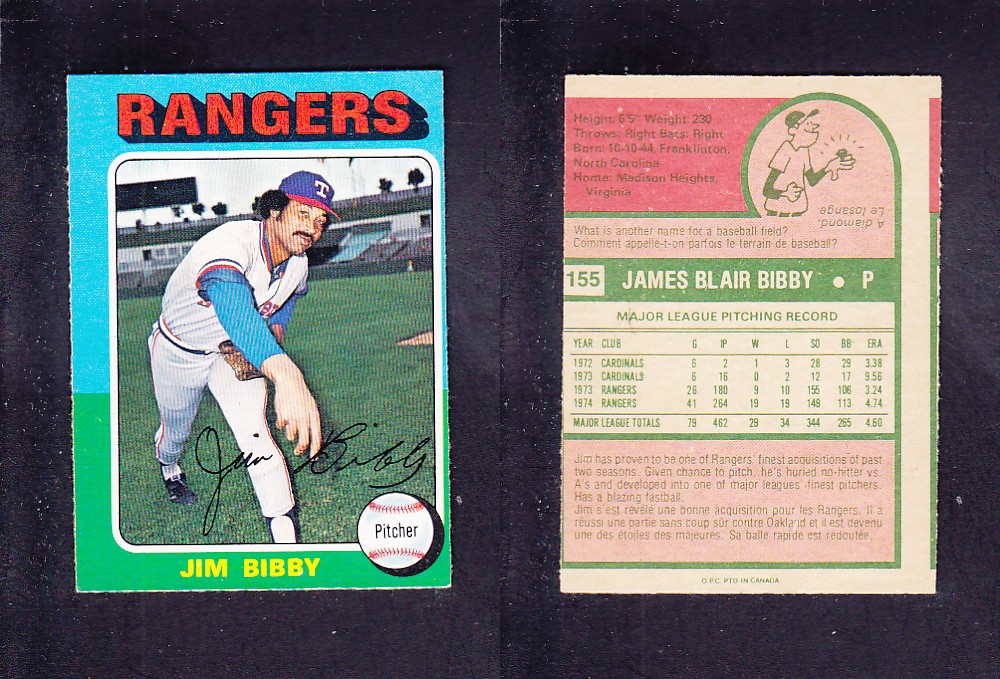 RANGERS
T
Jim Bibby
Pitcher
JIM BIBBY
Height: 6'5" Weight: 230
Throws: Right Bats: Right
Born: 10-10-44, Franklinton,
North Carolina
Home: Madison Heights,
Virginia
A diamond.
Le losange
What is another name for a baseball field?
Comment appelle-t-on parfois le terrain de baseball?
155 JAMES BLAIR BIBBY • P
MAJOR LEAGUE PITCHING RECORD
YEAR CLUB G IP W L SO BB ERA
1972 CARDINALS 6 2 1 3 28 29 3.38
1973 CARDINALS 6 16 0 2 12 17 9.56
1973 RANGERS 26 180 9 10 155 106 3.24
1974 RANGERS 41 264 19 19 149 113 4.74
MAJOR LEAGUE TOTALS 79 462 29 34 344 265 4.60
Jim has proved to be one of Rangers' finest acquisitions of past
two seasons. Given chance to pitch, he's hurled no-hitter vs.
A's and developed into one of major leagues' finest pitchers.
Has a blazing fastball.
Jim s'est révélé une bonne acquisition pour les Rangers. Il a
réussi une partie sans coup sûr contre Oakland et il est devenu
une des étoiles des majeures. Sa balle rapide est redoutée.
O.P.C. PTD. IN CANADA